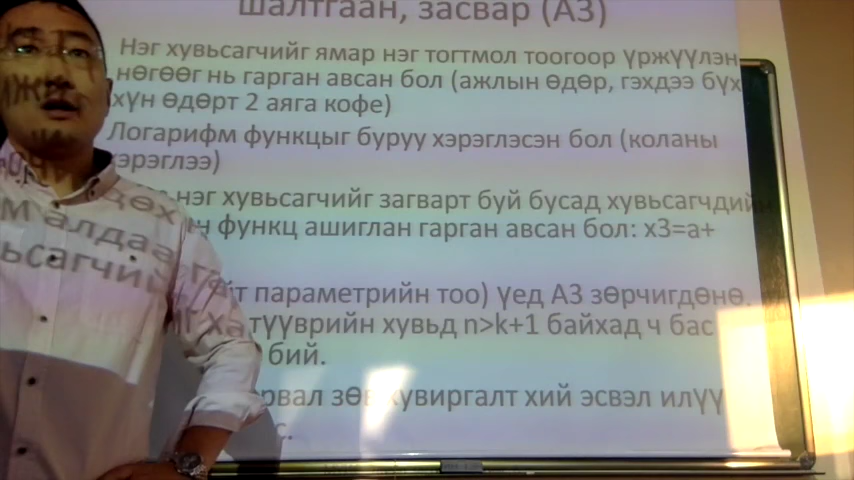 шалтгаан, засвар (А3)
Нэг хувьсагчийг ямар нэг тогтмол тоогоор үржүүлэн
нөгөөг нь гарган авсан бол (ажлын өдөр, гэхдээ бүх
хүн өдөрт 2 аяга кофе)
Логарифм функцыг буруу хэрэглэсэн бол (коланы
хэрэглээ)
нэг хувьсагчийг загварт буй бусад хувьсагчдийн
функц ашиглан гарган авсан бол: x3=a+
параметрийн тоо) үед А3 зөрчигдөнө.
түүврийн хувьд n>k+1 байхад ч бас
бий.
зөв хувиргалт хий эсвэл илүү